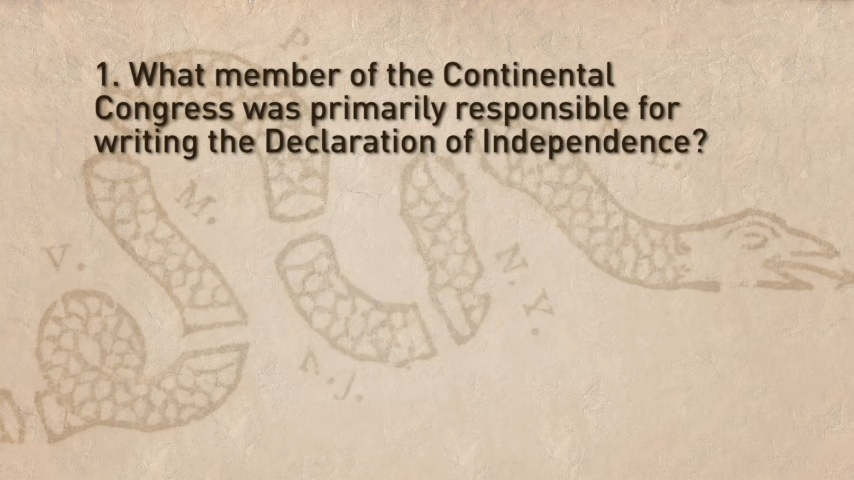 1. What member of the Continental
Congress was primarily responsible for
writing the Declaration of Independence?
P.
M.
V.
N.Y.
N.J.